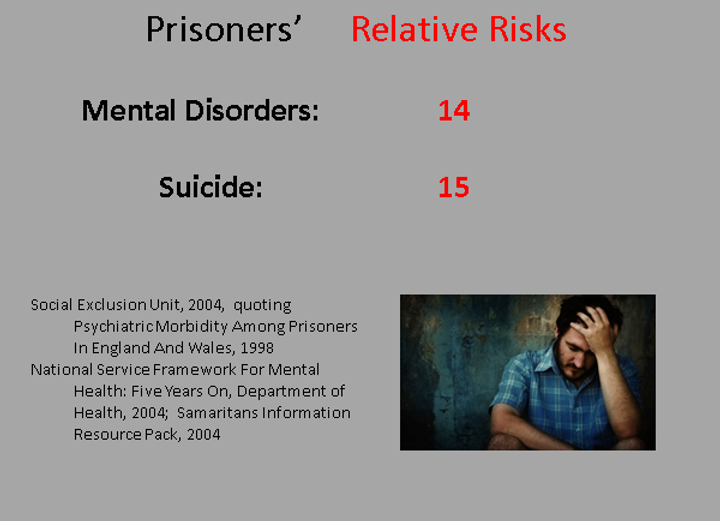 Prisoners’ Relative Risks
Mental Disorders: 14
Suicide: 15
Social Exclusion Unit, 2004, quoting
Psychiatric Morbidity Among Prisoners
In England And Wales, 1998
National Service Framework For Mental
Health: Five Years On, Department of
Health, 2004; Samaritans Information
Resource Pack, 2004